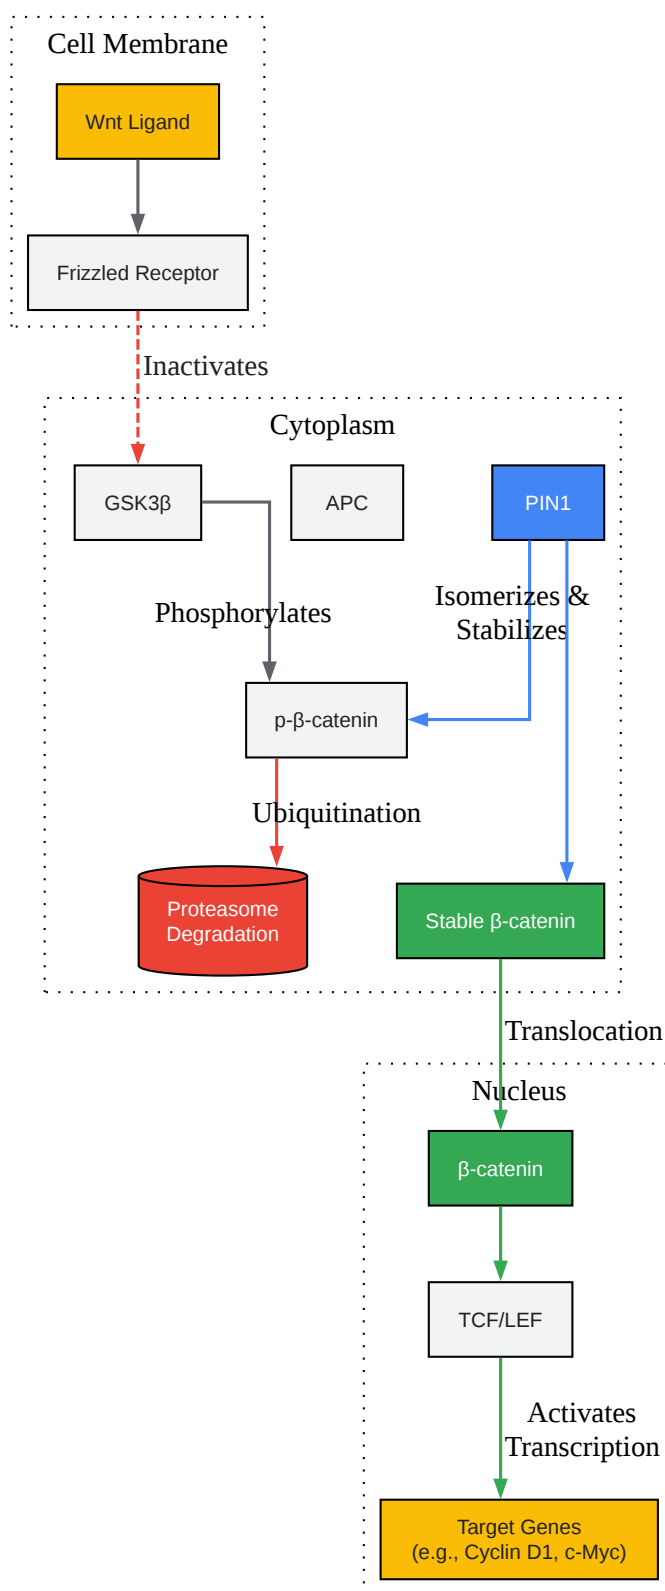 Cell Membrane
Wnt Ligand
Frizzled Receptor
Inactivates
Cytoplasm
GSK3β
APC
PIN1
Phosphorylates
Isomerizes &
Stabilizes
p-β-catenin
Ubiquitination
Proteasome
Degradation
Stable β-catenin
Translocation
Nucleus
β-catenin
TCF/LEF
Activates
Transcription
Target Genes
(e.g., Cyclin D1, c-Myc)